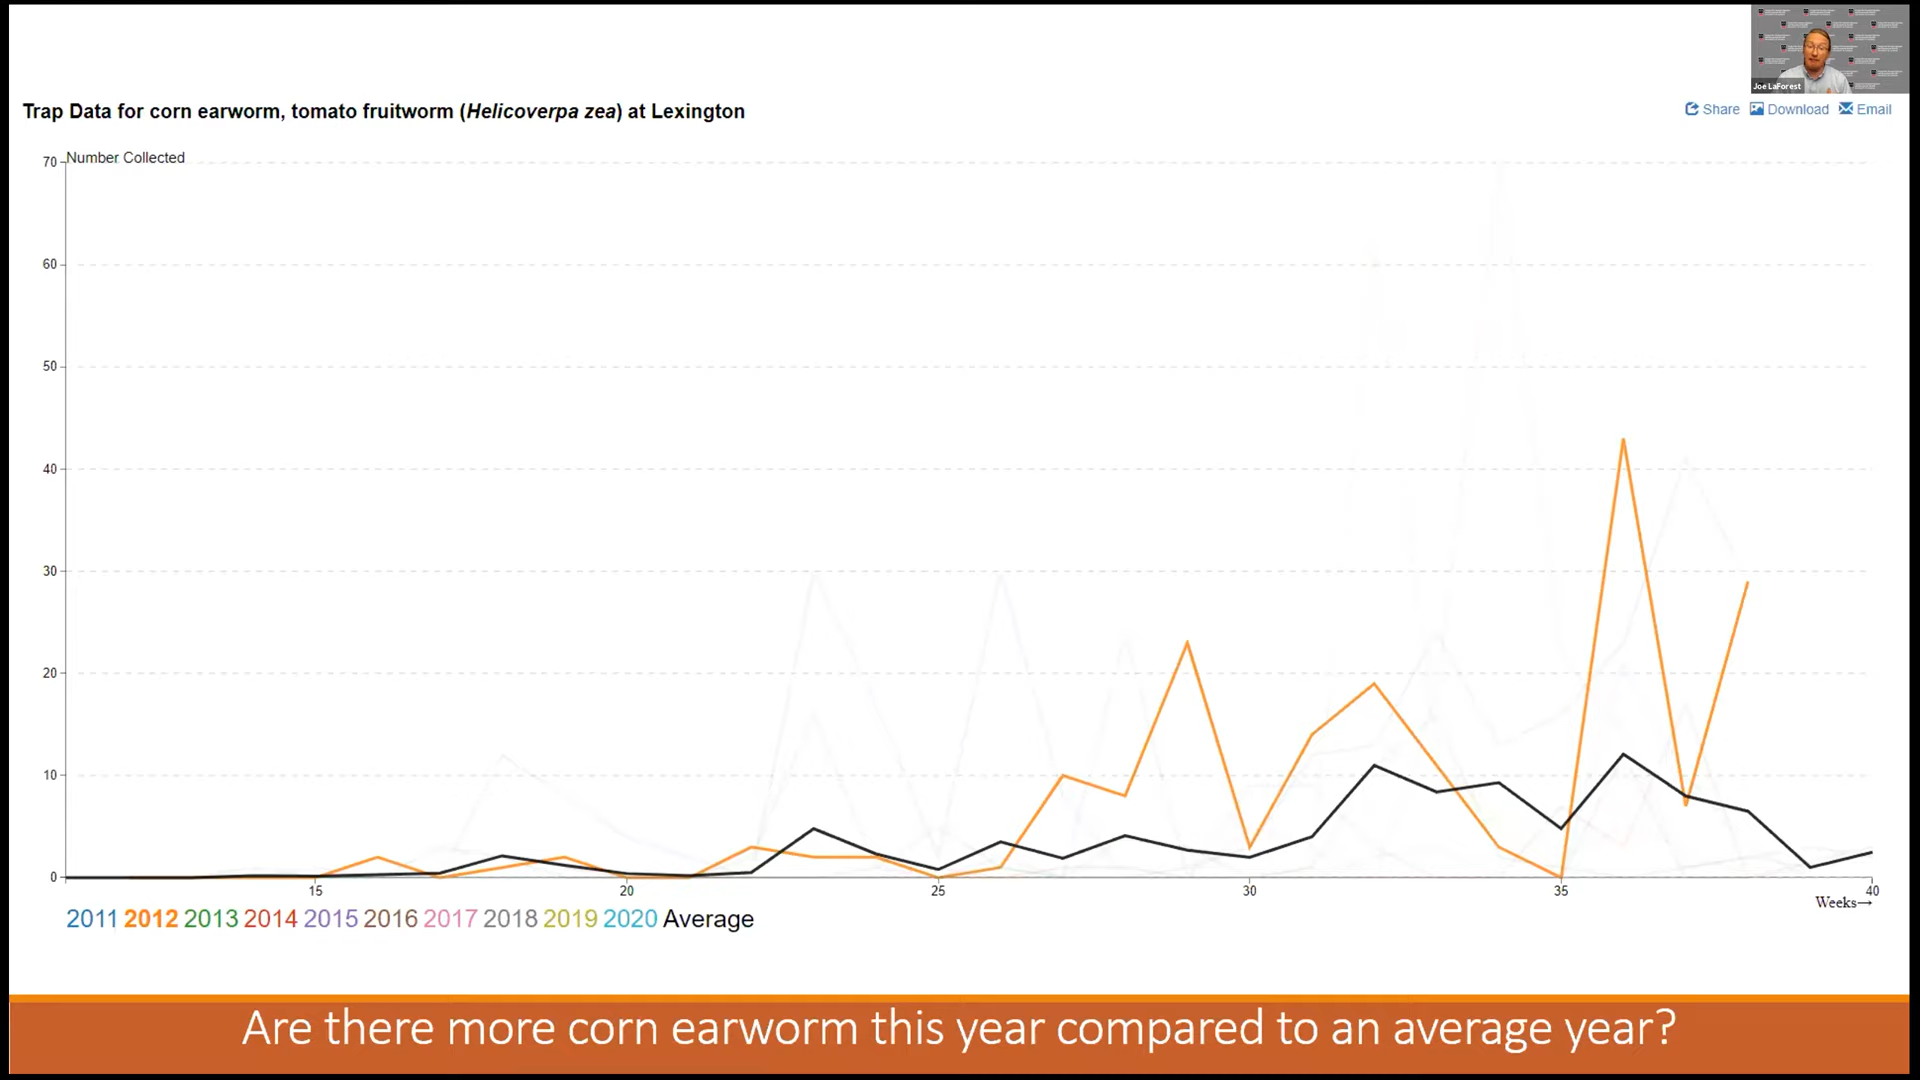 Joe LaForest
Trap Data for corn earworm, tomato fruitworm (Helicoverpa zea) at Lexington
Share Download Email
Number Collected
70
60
50
40
30
20
10
0
15 20 25 30 35 40
Weeks→
2011 2012 2013 2014 2015 2016 2017 2018 2019 2020 Average
Are there more corn earworm this year compared to an average year?